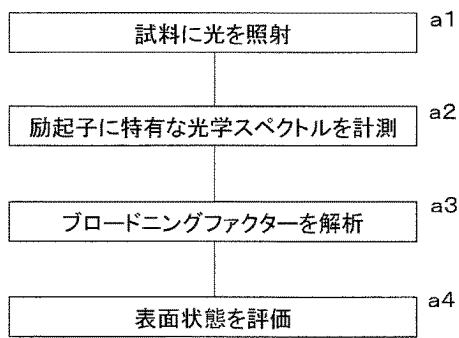 a1
試料に光を照射
a2
励起子に特有な光学スペクトルを計測
a3
ブロードニングファクターを解析
a4
表面状態を評価